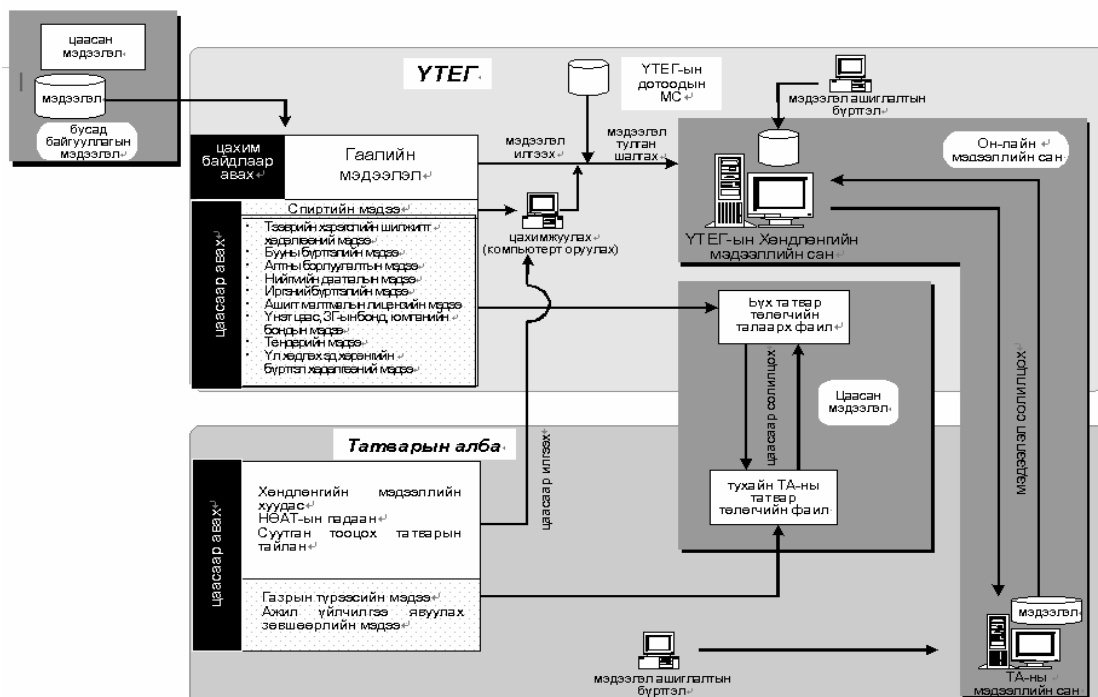 цаасан
мэдээлэл
мэдээлэл
бусад
байгууллагын
мэдээлэл
ҮТЕГ
ҮТЕГ-ын
дотоодын
МС
мэдээлэл ашиглалтын
бүртгэл
цахим
байдлаар
авах
Гаалийн
мэдээлэл
мэдээлэл
илгээх
мэдээлэл
тулган
шалгах
Он-лайн
мэдээллийн сан
ҮТЕГ-ын Хөндлөнгийн
мэдээллийн сан
цаасаар авах
Спиртийн мэдээ
· Тээврийн хэрэгслийн шилжилт
хөдөлгөөний мэдээ
· Бууны бүртгэлийн мэдээ
· Алтны борлуулалтын мэдээ
· Нийгмийн даатгалын мэдээ
· Иргэний бүртгэлийн мэдээ
· Ашигт малтмалын лицензийн мэдээ
· Үнэт цаас, ЗГ-ын бонд, компанийн
бондын мэдээ
· Тендерийн мэдээ
· Үл хөдлөх эд хөрөнгийн
бүртгэл хөдөлгөөний мэдээ
цахимжуулах
(компьютерт оруулах)
Бүх татвар
төлөгчийн
талаарх файл
цаасаар солилцох
Цаасан
мэдээлэл
тухайн ТА-ны
татвар
төлөгчийн файл
мэдээлэл солилцох
Татварын алба
цаасаар илгээх
цаасаар авах
Хөндлөнгийн мэдээллийн
хуудас
НӨАТ-ын падаан
Суутган тооцох татварын
тайлан
Газрын түрээсийн мэдээ
Ажил үйлчилгээ явуулах
зөвшөөрлийн мэдээ
мэдээлэл ашиглалтын
бүртгэл
мэдээлэл
ТА-ны
мэдээллийн сан